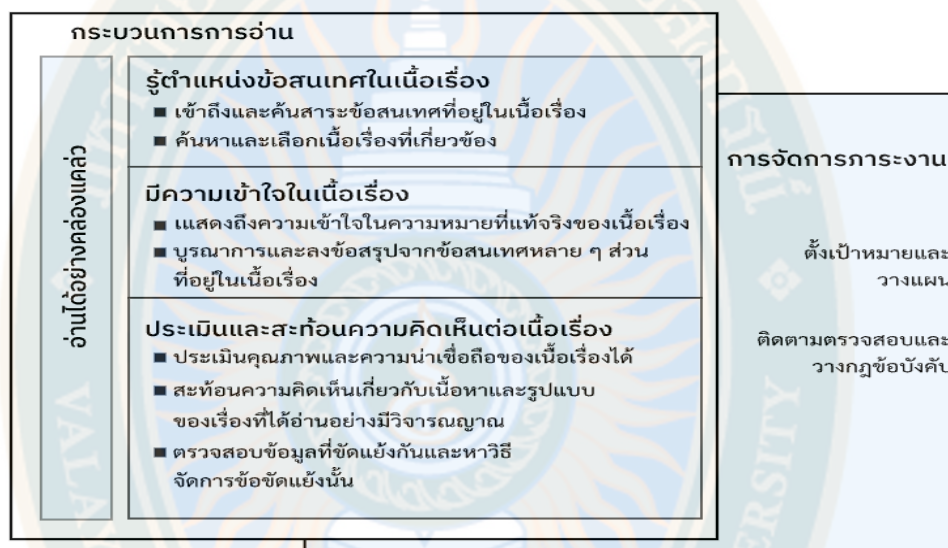 กระบวนการการอ่าน
อ่านได้อย่างคล่องแคล่ว
รู้ตำแหน่งข้อสนเทศในเนื้อเรื่อง
■ เข้าถึงและค้นสาระข้อสนเทศที่อยู่ในเนื้อเรื่อง
■ ค้นหาและเลือกเนื้อเรื่องที่เกี่ยวข้อง
มีความเข้าใจในเนื้อเรื่อง
■ แสดงถึงความเข้าใจในความหมายที่แท้จริงของเนื้อเรื่อง
■ บูรณาการและลงข้อสรุปจากข้อสนเทศหลาย ๆ ส่วน
ที่อยู่ในเนื้อเรื่อง
ประเมินและสะท้อนความคิดเห็นต่อเนื้อเรื่อง
■ ประเมินคุณภาพและความน่าเชื่อถือของเนื้อเรื่องได้
■ สะท้อนความคิดเห็นเกี่ยวกับเนื้อหาและรูปแบบ
ของเรื่องที่ได้อ่านอย่างมีวิจารณญาณ
■ ตรวจสอบข้อมูลที่ขัดแย้งกันและหาวิธี
จัดการข้อขัดแย้งนั้น
การจัดการภาระงาน
ตั้งเป้าหมายและ
วางแผน
ติดตามตรวจสอบและ
วางกฎข้อบังคับ